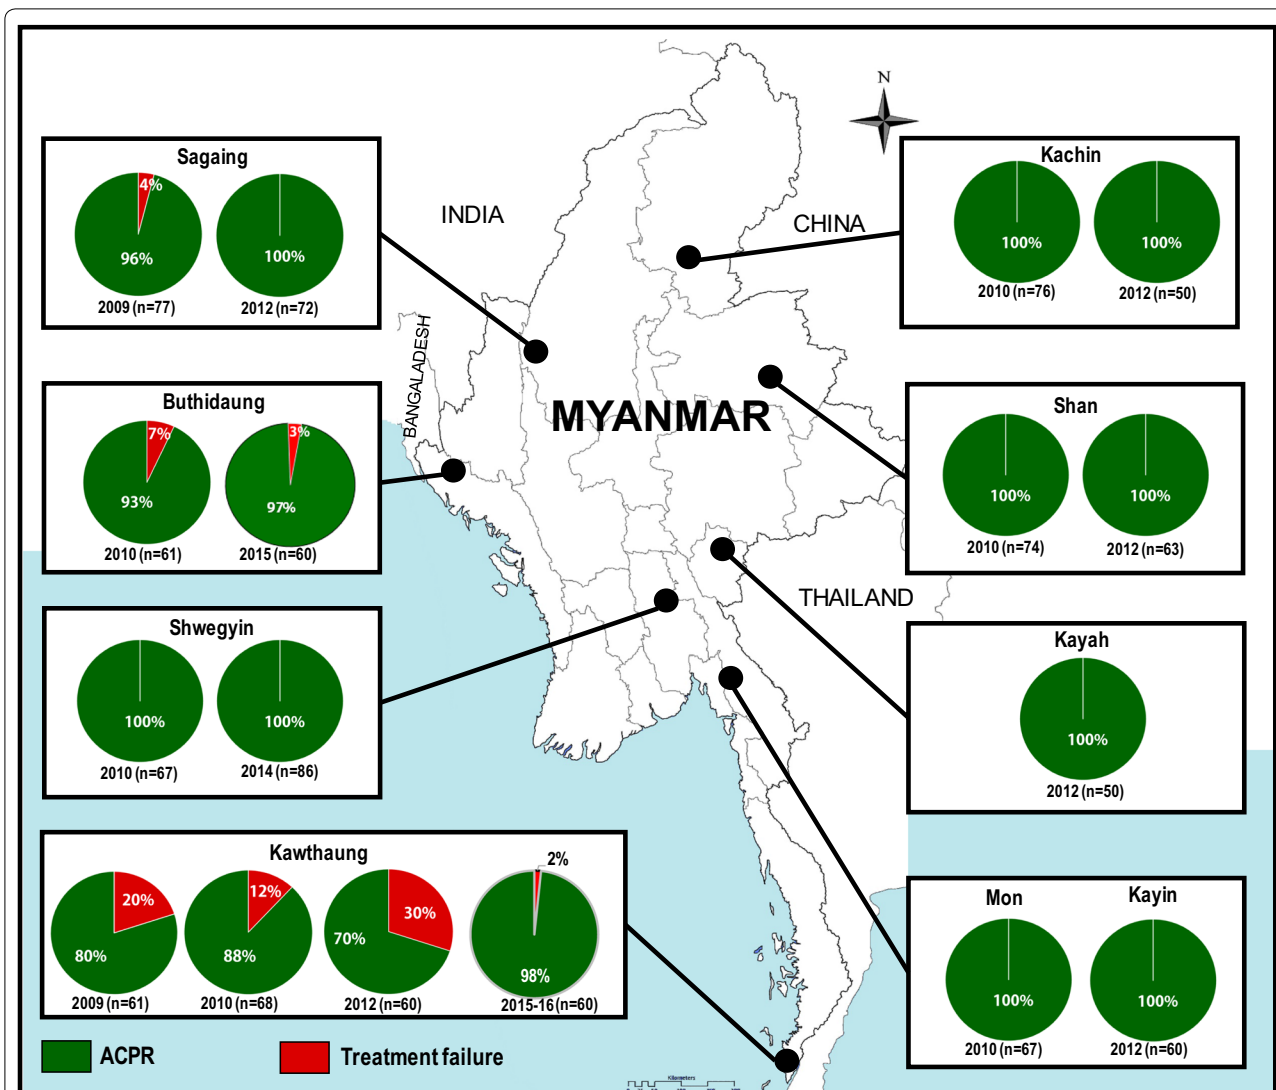 N
Sagaing
4%
96%
100%
2009 (n=77)
2012 (n=72)
INDIA
CHINA
Kachin
100%
100%
2010 (n=76)
2012 (n=50)
BANGALADESH
MYANMAR
Buthidaung
7%
3%
93%
97%
2010 (n=61)
2015 (n=60)
Shan
100%
100%
2010 (n=74)
2012 (n=63)
THAILAND
Shwegyin
100%
100%
2010 (n=67)
2014 (n=86)
Kayah
100%
2012 (n=50)
Kawthaung
20%
12%
30%
2%
80%
88%
70%
98%
2009 (n=61)
2010 (n=68)
2012 (n=60)
2015-16 (n=60)
Mon
Kayin
100%
100%
2010 (n=67)
2012 (n=60)
ACPR
Treatment failure
Kilometers